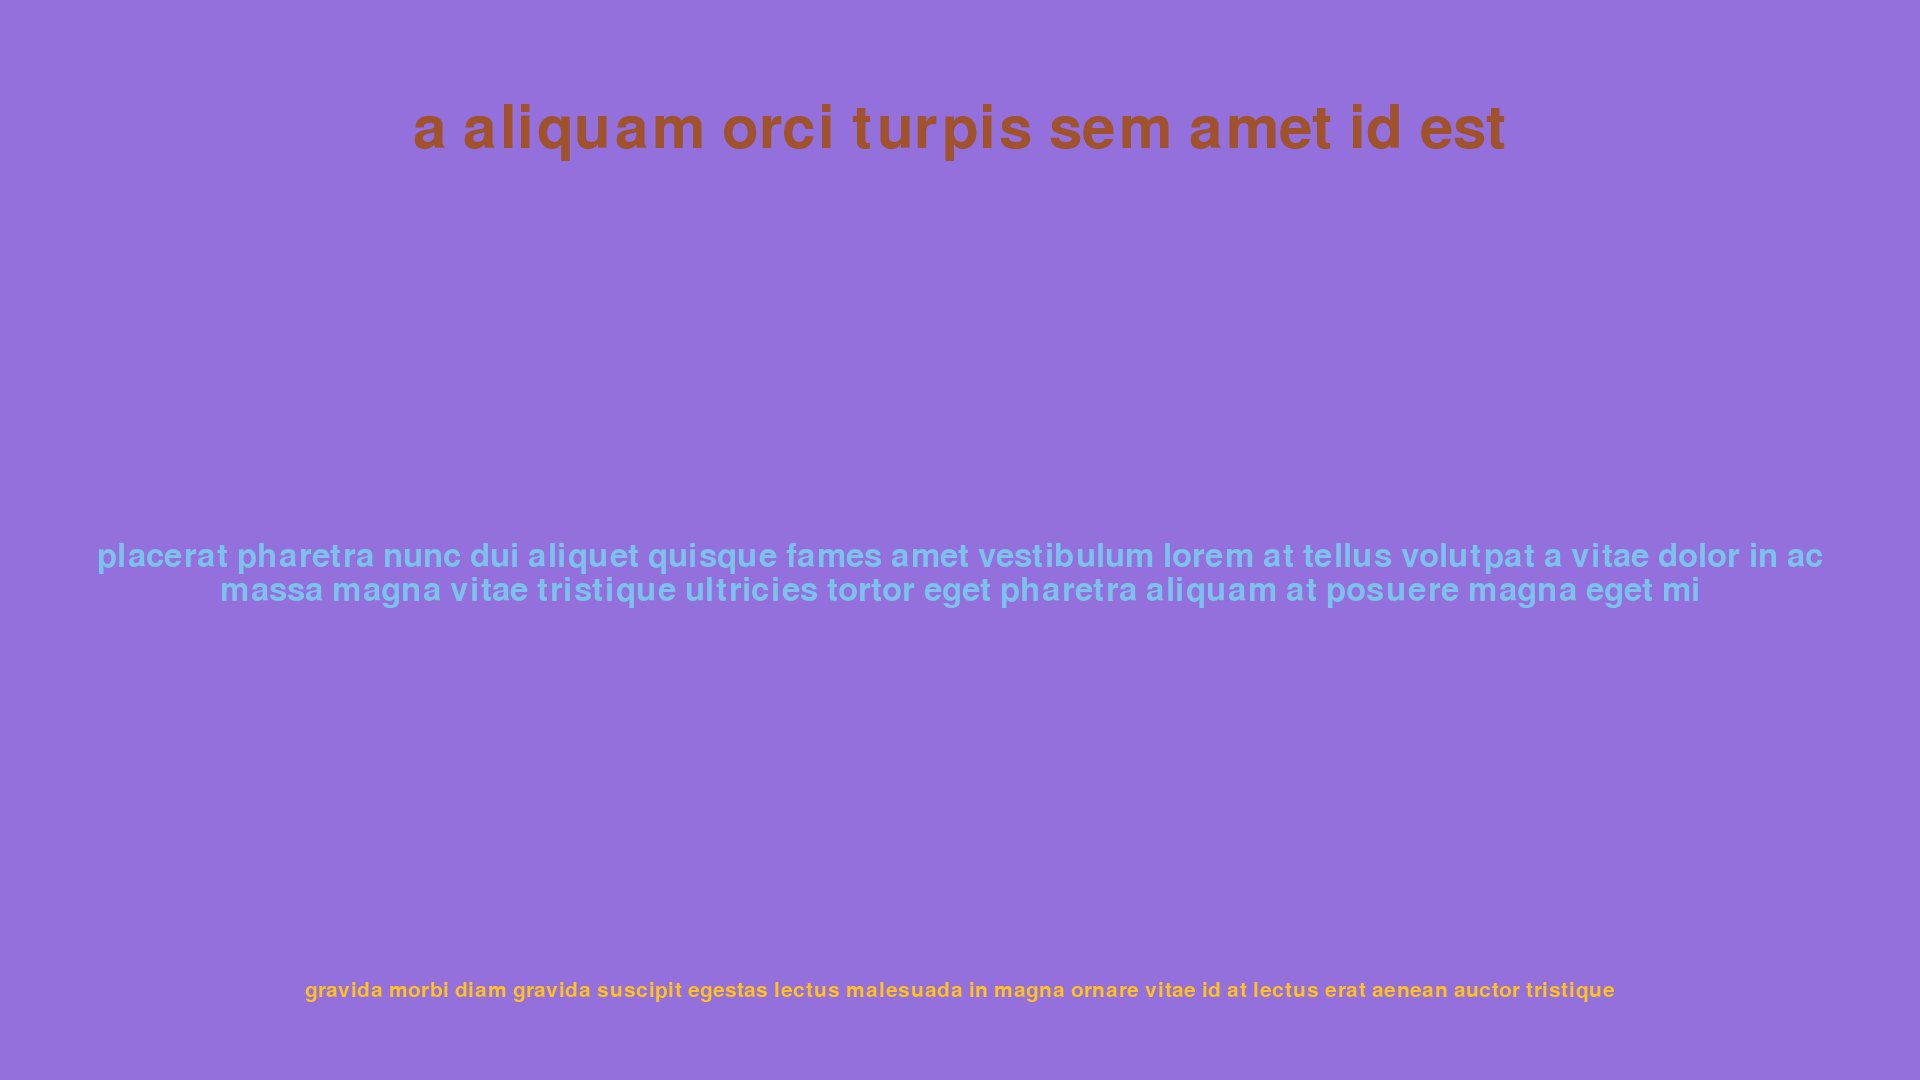 a aliquam orci turpis sem amet id est
placerat pharetra nunc dui aliquet quisque fames amet vestibulum lorem at tellus volutpat a vitae dolor in ac
massa magna vitae tristique ultricies tortor eget pharetra aliquam at posuere magna eget mi
gravida morbi diam gravida suscipit egestas lectus malesuada in magna ornare vitae id at lectus erat aenean auctor tristique